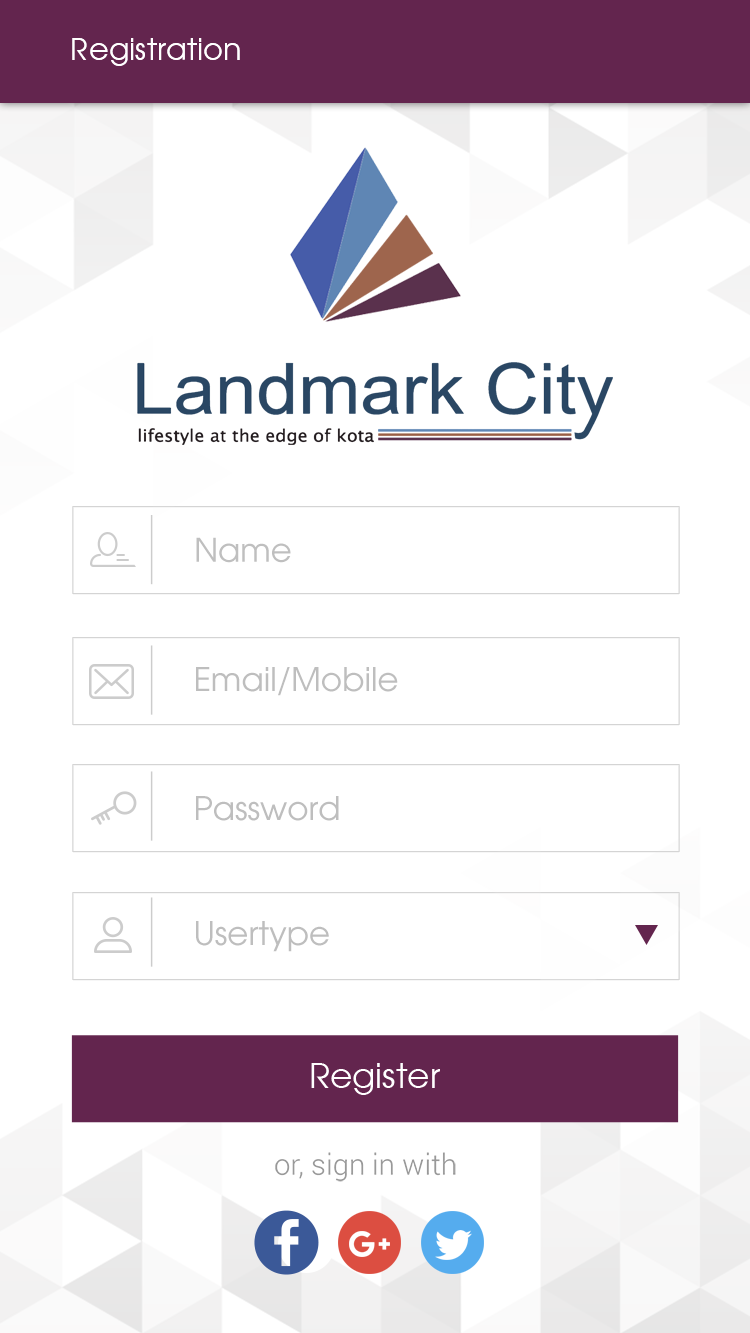 Registration
Landmark City
lifestyle at the edge of kota
Name
Email/Mobile
Password
Usertype
Register
or, sign in with
f
G+